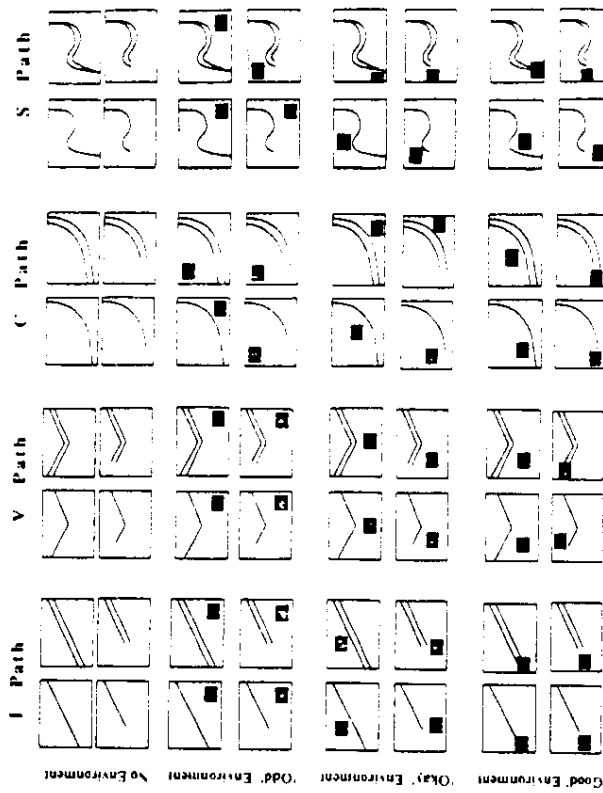 I Path
V Path
C Path
S Path
No Environment
'Odd' Environment
'Okay' Environment
'Good' Environment